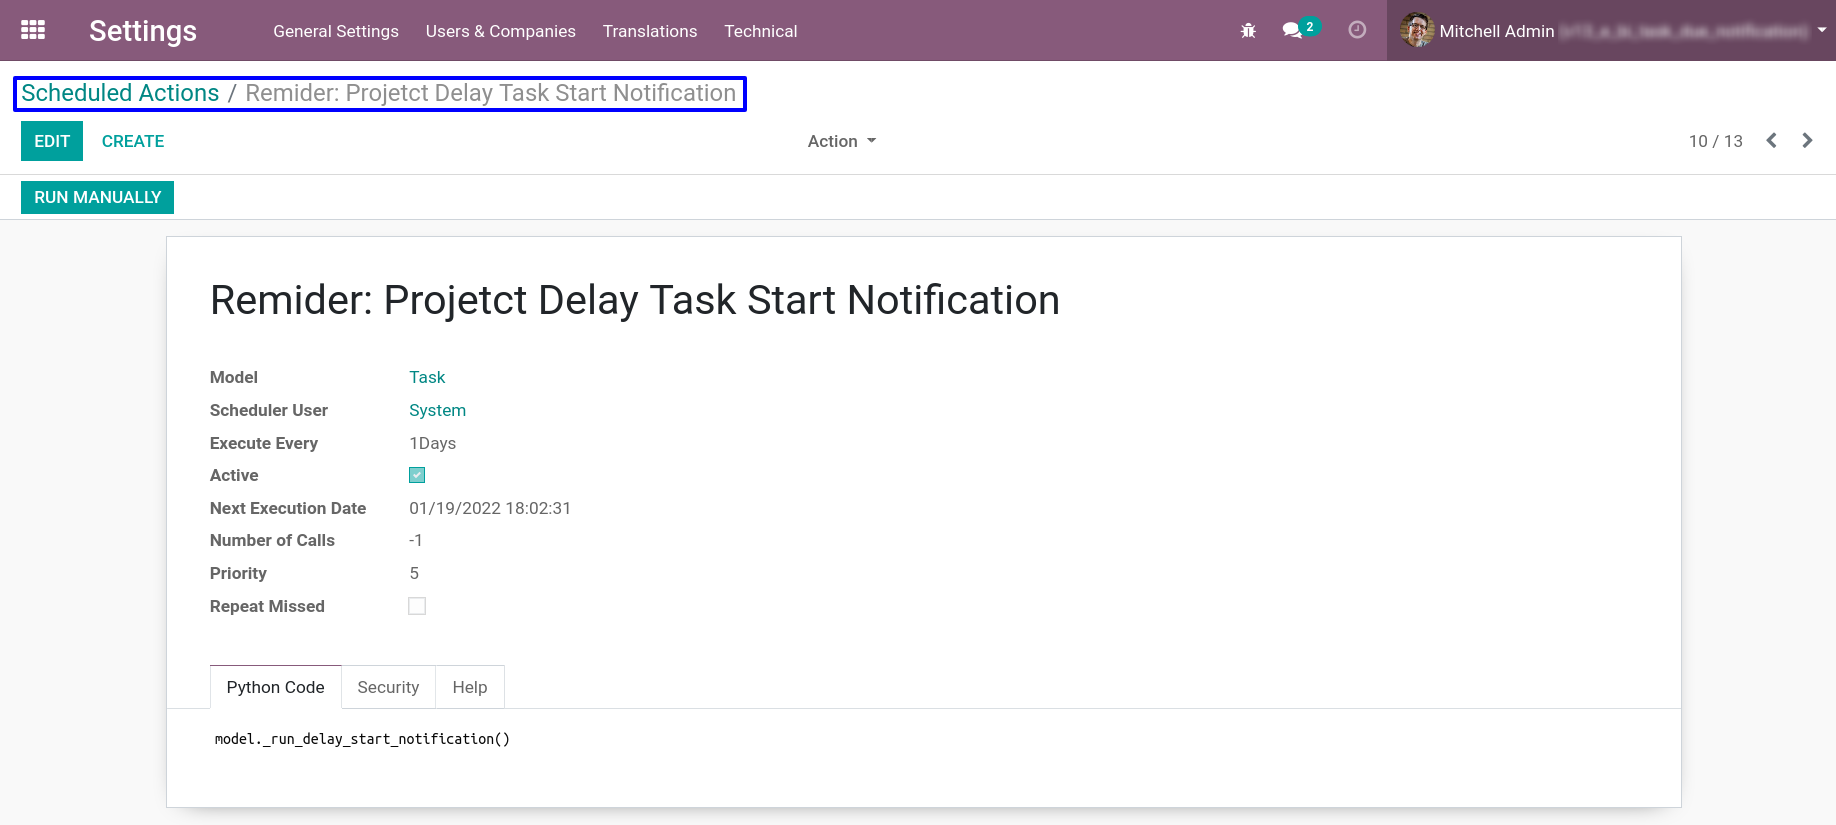 Settings General Settings Users & Companies Translations Technical 2 Mitchell Admin
Scheduled Actions / Remider: Projetct Delay Task Start Notification
EDIT CREATE Action 10 / 13
RUN MANUALLY
Remider: Projetct Delay Task Start Notification
Model Task
Scheduler User System
Execute Every 1Days
Active
Next Execution Date 01/19/2022 18:02:31
Number of Calls -1
Priority 5
Repeat Missed
Python Code Security Help
model._run_delay_start_notification()